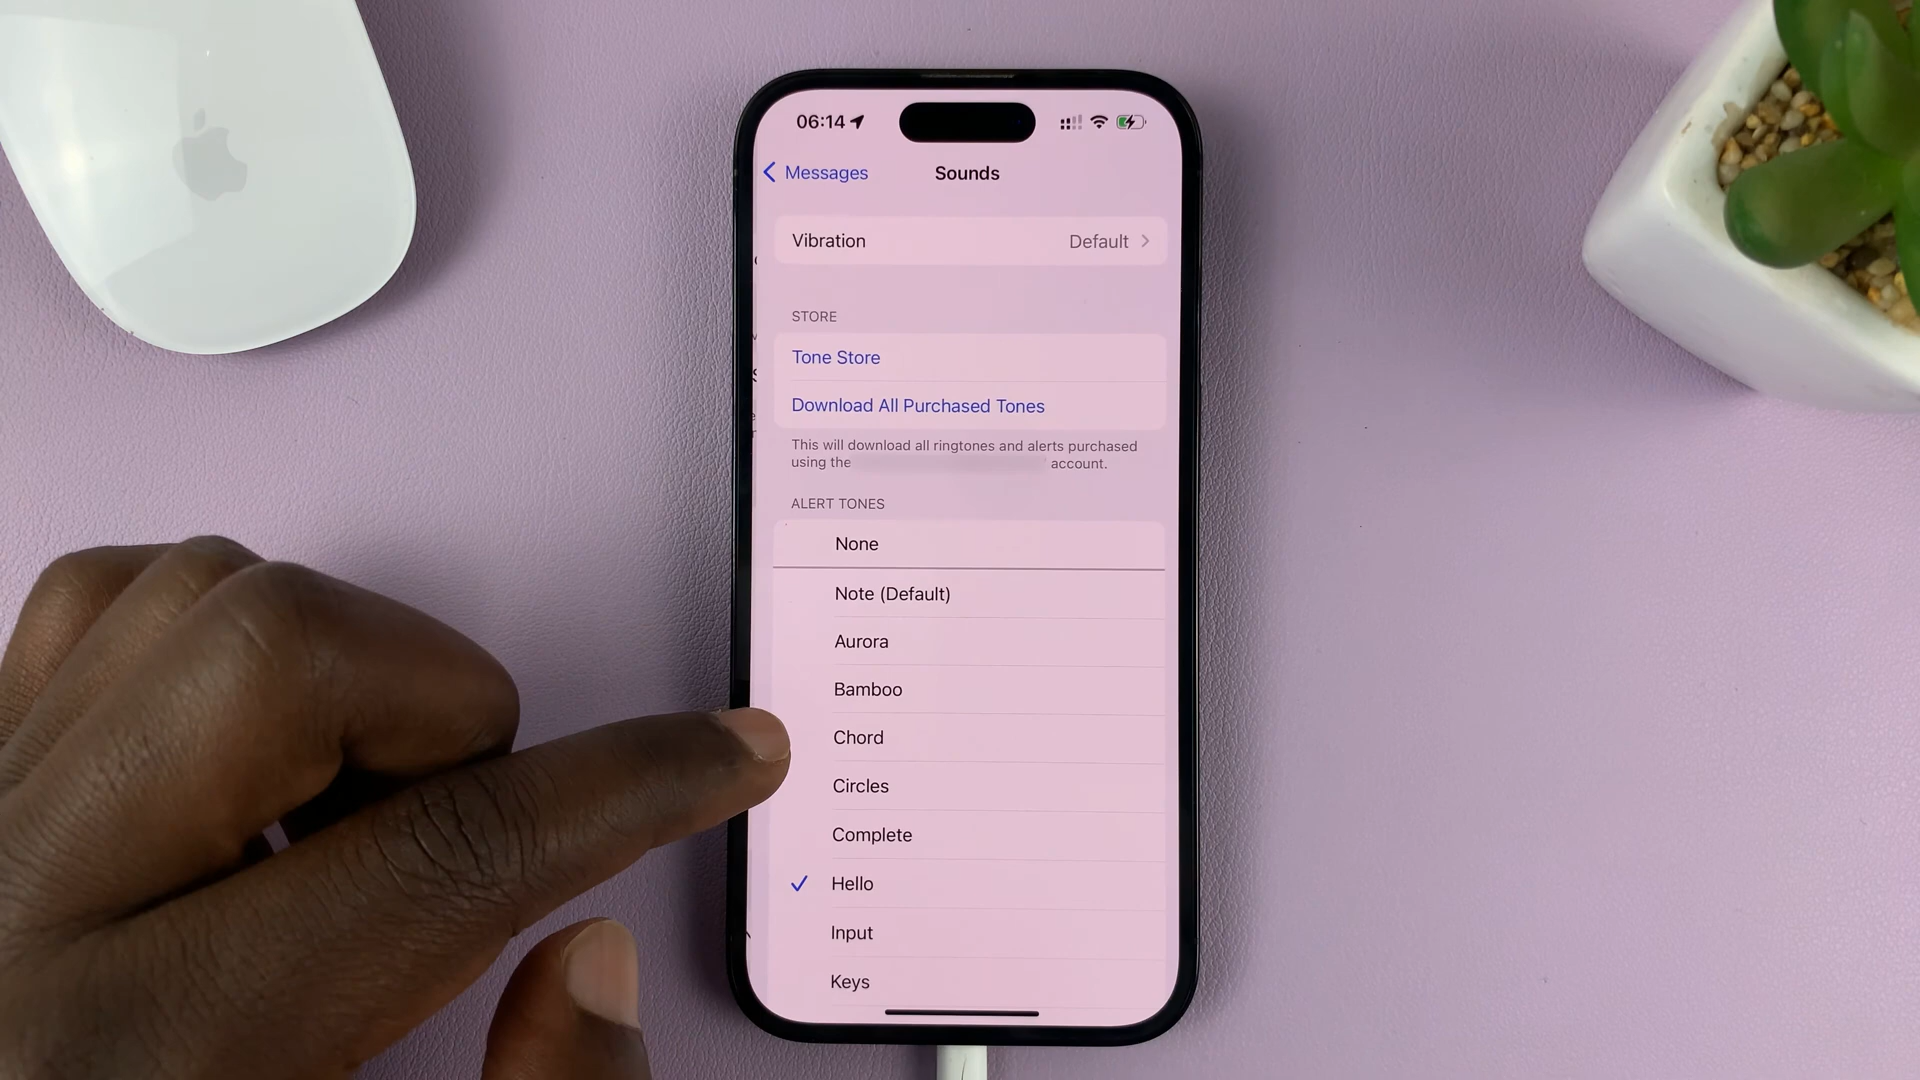 06:14
Messages
Sounds
Vibration
Default
STORE
Tone Store
Download All Purchased Tones
This will download all ringtones and alerts purchased
using the account.
ALERT TONES
None
Note (Default)
Aurora
Bamboo
Chord
Circles
Complete
Hello
Input
Keys